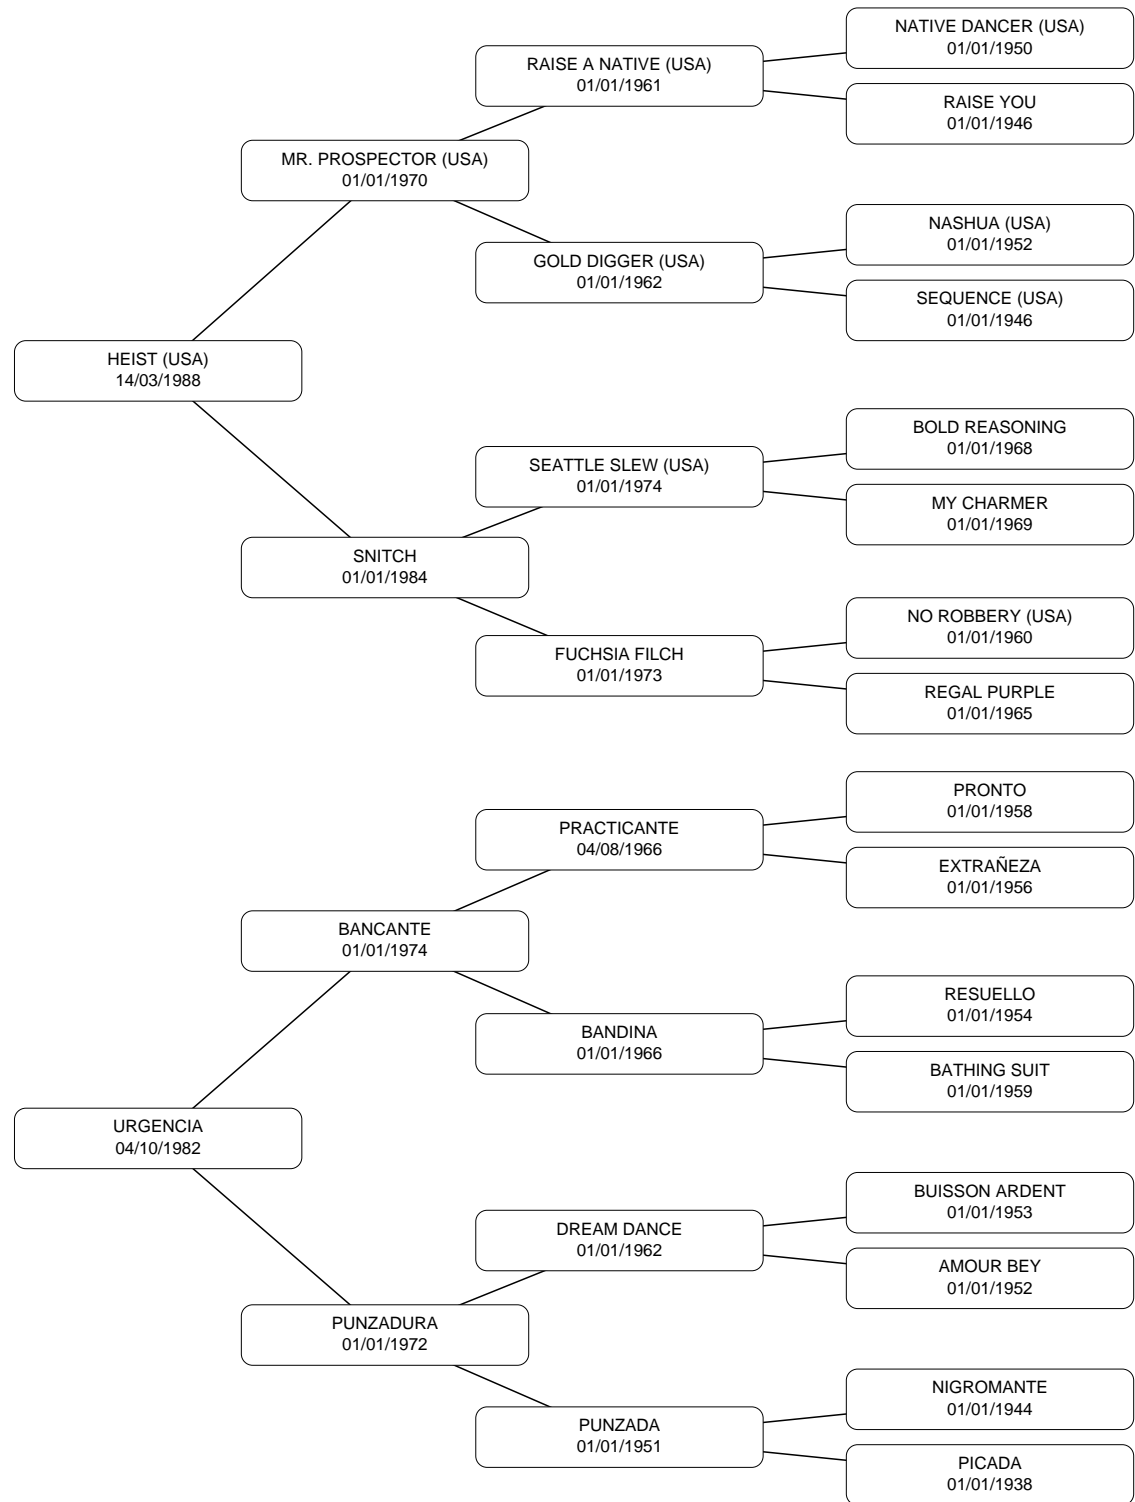 NATIVE DANCER (USA)
01/01/1950
RAISE A NATIVE (USA)
01/01/1961
RAISE YOU
01/01/1946
MR. PROSPECTOR (USA)
01/01/1970
NASHUA (USA)
01/01/1952
GOLD DIGGER (USA)
01/01/1962
SEQUENCE (USA)
01/01/1946
HEIST (USA)
14/03/1988
BOLD REASONING
01/01/1968
SEATTLE SLEW (USA)
01/01/1974
MY CHARMER
01/01/1969
SNITCH
01/01/1984
NO ROBBERY (USA)
01/01/1960
FUCHSIA FILCH
01/01/1973
REGAL PURPLE
01/01/1965
PRONTO
01/01/1958
PRACTICANTE
04/08/1966
EXTRAÑEZA
01/01/1956
BANCANTE
01/01/1974
RESUELLO
01/01/1954
BANDINA
01/01/1966
BATHING SUIT
01/01/1959
URGENCIA
04/10/1982
BUISSON ARDENT
01/01/1953
DREAM DANCE
01/01/1962
AMOUR BEY
01/01/1952
PUNZADURA
01/01/1972
NIGROMANTE
01/01/1944
PUNZADA
01/01/1951
PICADA
01/01/1938